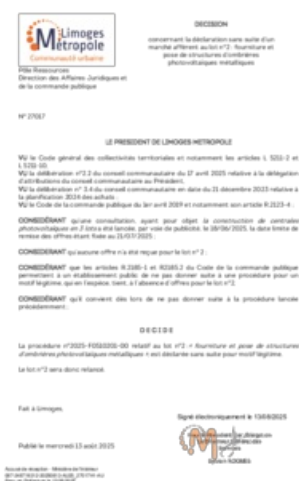 Limoges
Métropole
Communauté urbaine
DECISION
concernant la déclaration sans suite d'un
marché afférent au lot n°2 : fourniture et
pose de structures d'ombrières
photovoltaïques métalliques
Pôle Ressources
Direction des Affaires Juridiques et
de la commande publique
N° 27017
LE PRESIDENT DE LIMOGES METROPOLE
VU le Code général des collectivités territoriales et notamment les articles L 5211-2 et
L 5211-10,
VU la délibération n°2.2 du conseil communautaire du 17 avril 2025 relative à la délégation
d'attributions du conseil communautaire au Président,
VU la délibération n° 3.4 du conseil communautaire en date du 21 décembre 2023 relative à
la planification 2024 des achats ;
VU le Code de la commande publique du 1er avril 2019 et notamment son article R.2123-4 ;
CONSIDÉRANT qu'une consultation, ayant pour objet la construction de centrales
photovoltaïques en 3 lots a été lancée, par voie de publicité, le 18/06/2025, la date limite de
remise des offres étant fixée au 21/07/2025 ;
CONSIDÉRANT qu'aucune offre n'a été reçue pour le lot n° 2 ;
CONSIDÉRANT que les articles R.2185-1 et R2185.2 du Code de la commande publique
permettent à un établissement public de ne pas donner suite à une procédure pour un
motif légitime, qui en l'espèce, tient, à l'absence d'offres pour le lot n°2.
CONSIDÉRANT qu'il convient dès lors de ne pas donner suite à la procédure lancée
précédemment ;
D E C I D E
La procédure relatif au lot n°2 « fourniture et pose de structures
d'ombrières photovoltaïques métalliques » est déclarée sans suite pour motif légitime.
Le lot n°2 sera donc relancé.
Fait à Limoges,
Signé électroniquement le 13/08/2025
Publié le mercredi 13 août 2025